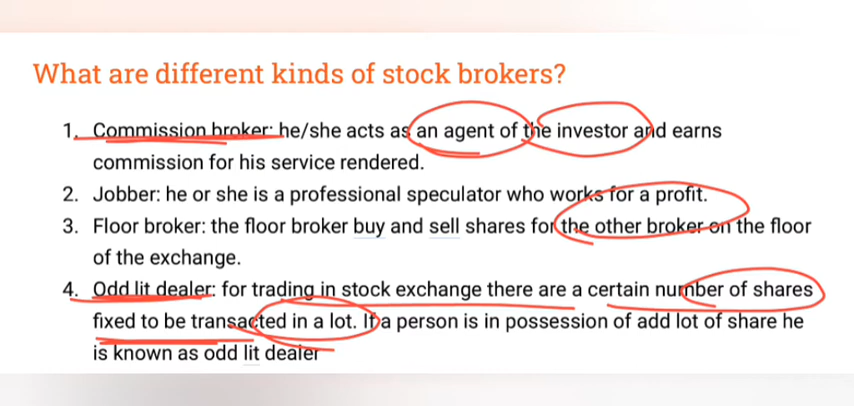 What are different kinds of stock brokers?
1. Commission broker: he/she acts as an agent of the investor and earns
commission for his service rendered.
2. Jobber: he or she is a professional speculator who works for a profit.
3. Floor broker: the floor broker buy and sell shares for the other broker on the floor
of the exchange.
4. Odd lit dealer: for trading in stock exchange there are a certain number of shares
fixed to be transacted in a lot. If a person is in possession of add lot of share he
is known as odd lit dealer